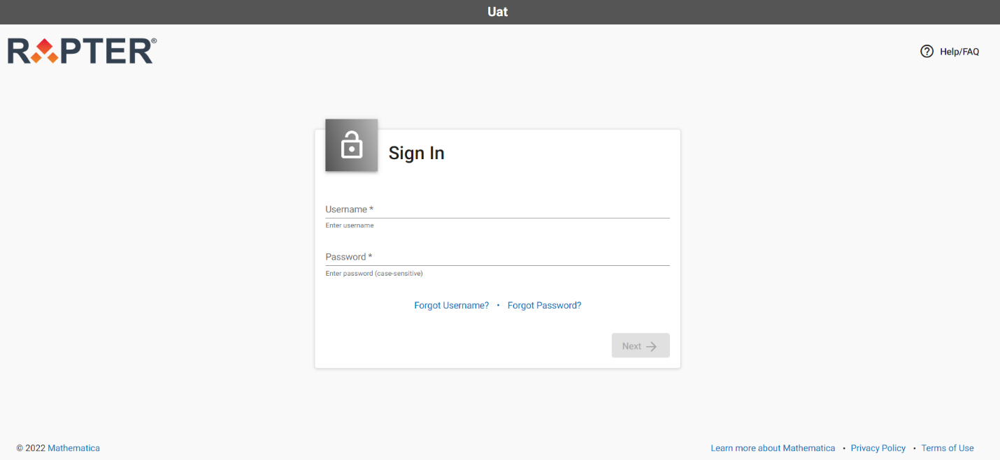 Uat
RAPTER®
Help/FAQ
Sign In
Username *
Enter username
Password *
Enter password (case-sensitive)
Forgot Username? • Forgot Password?
Next
© 2022 Mathematica
Learn more about Mathematica • Privacy Policy • Terms of Use